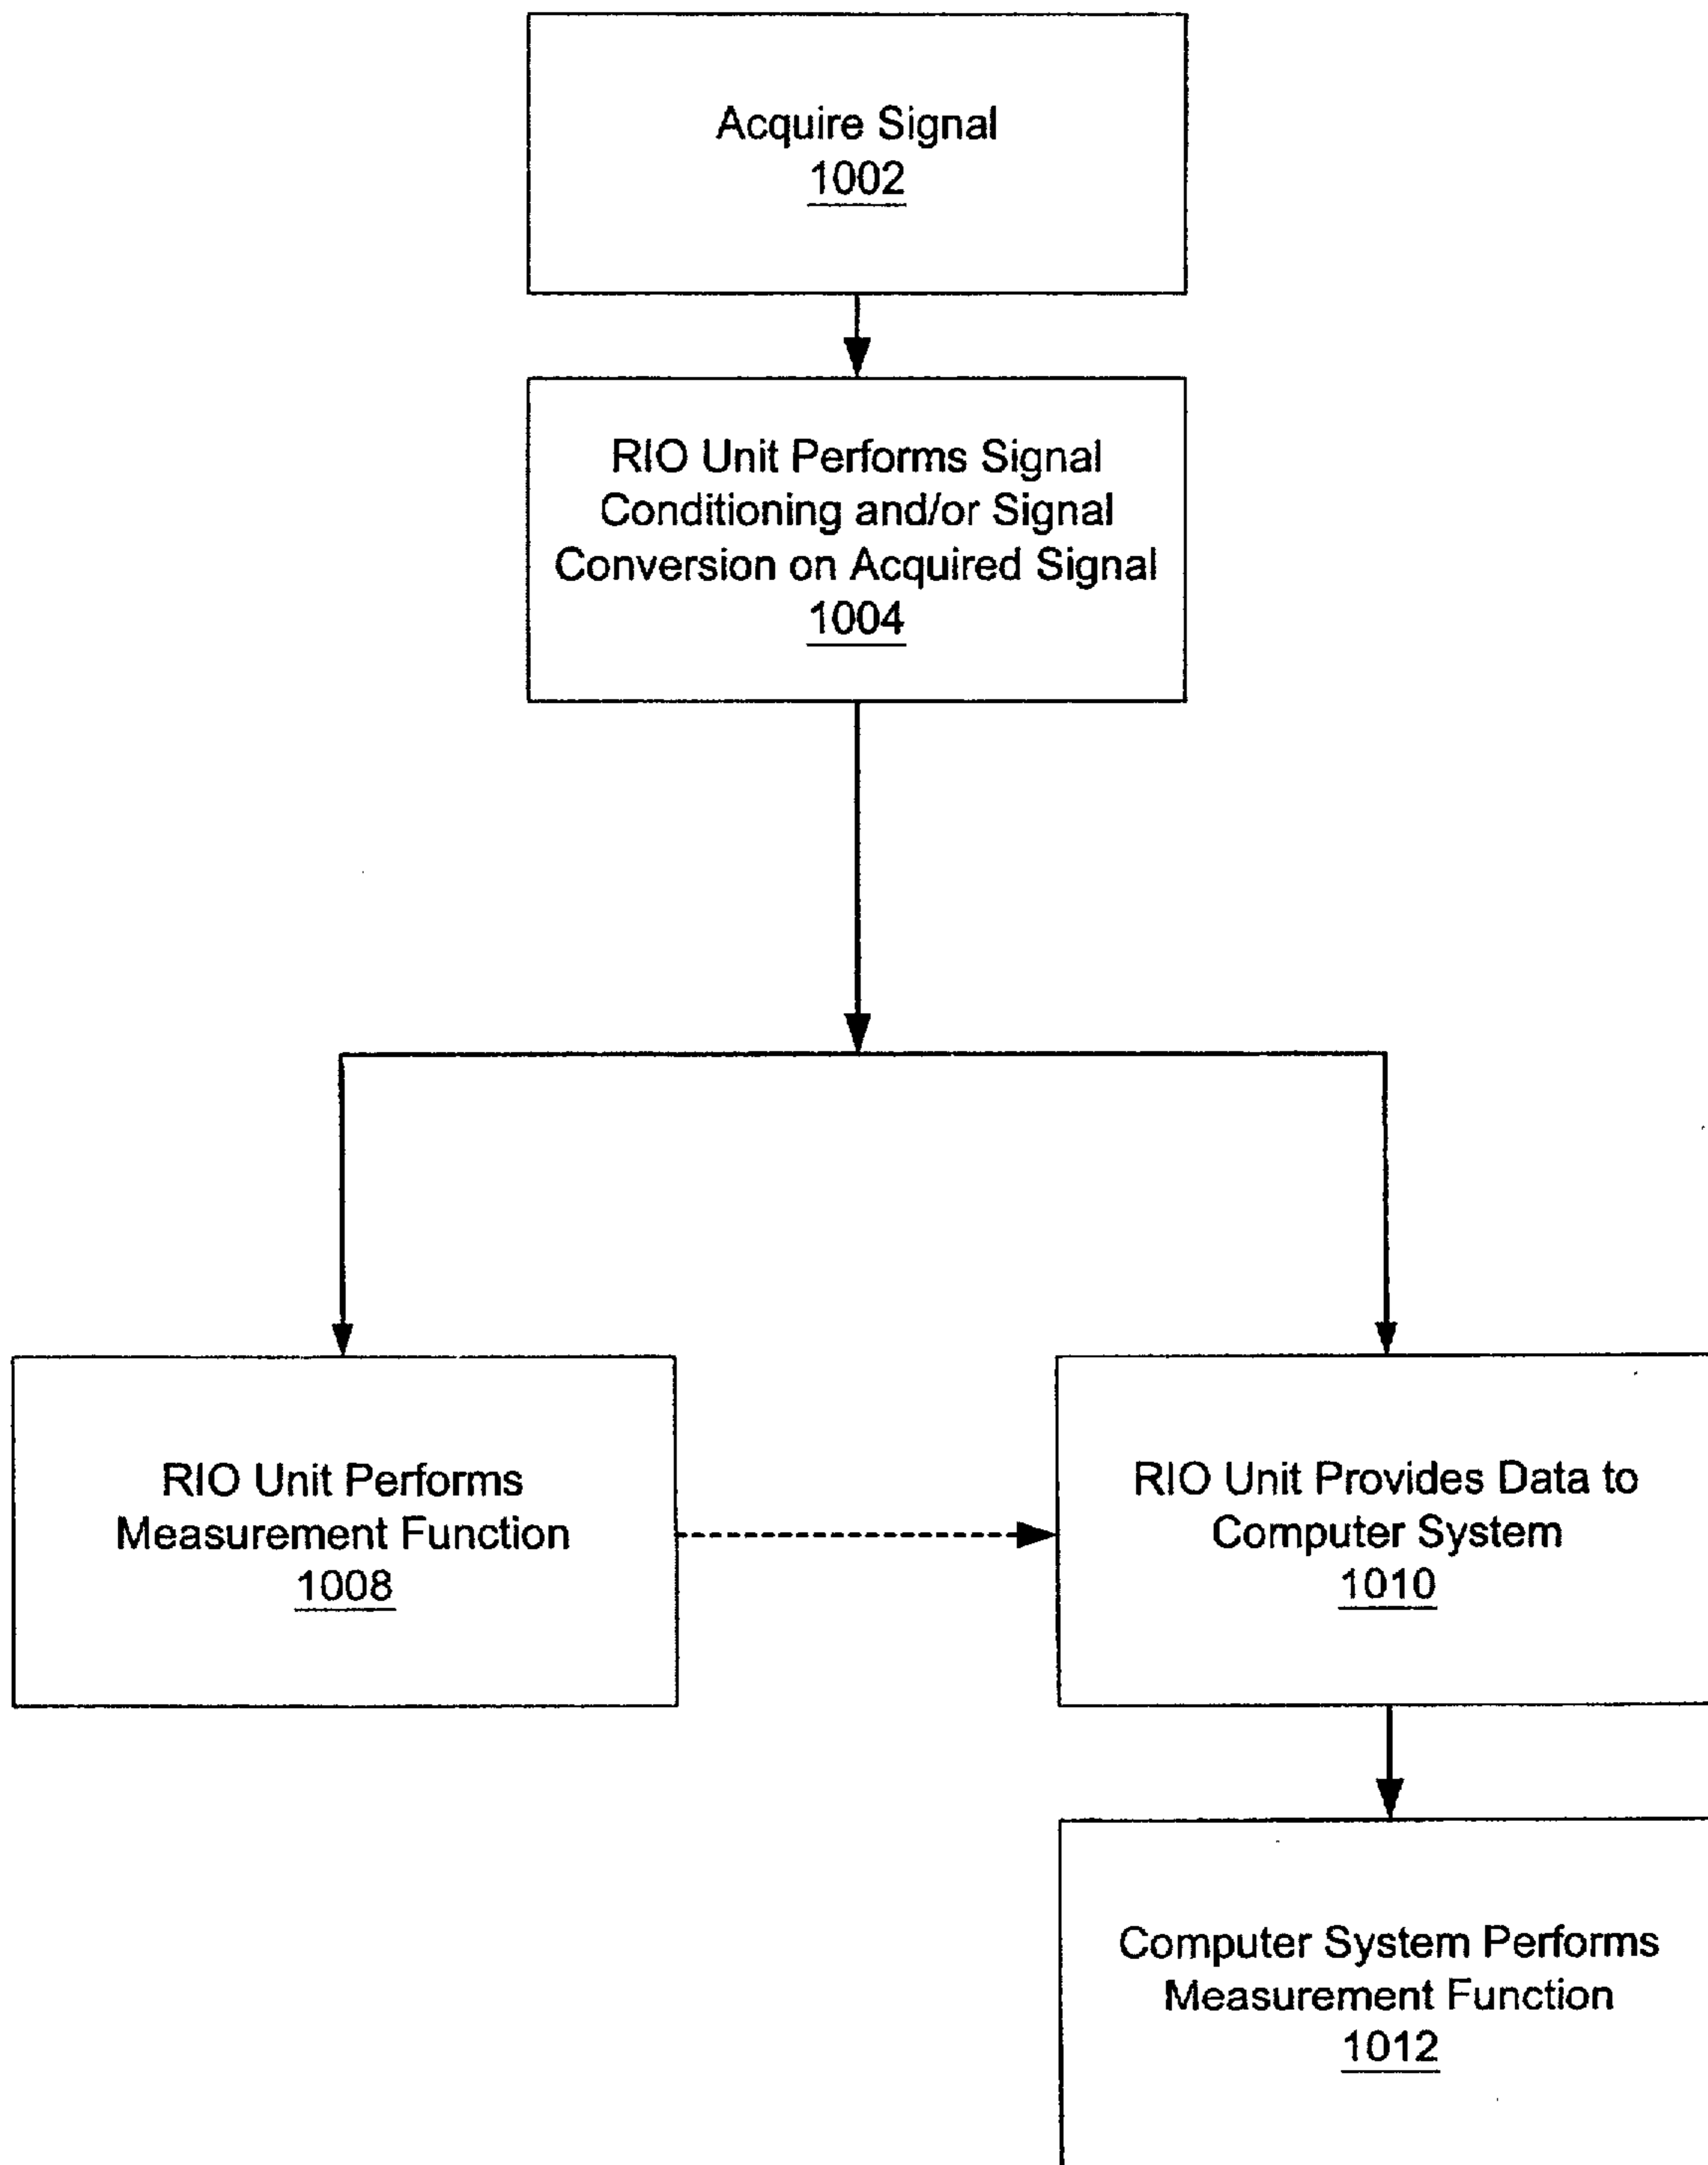 Acquire Signal
1002
RIO Unit Performs Signal
Conditioning and/or Signal
Conversion on Acquired Signal
1004
RIO Unit Performs
Measurement Function
1008
RIO Unit Provides Data to
Computer System
1010
Computer System Performs
Measurement Function
1012